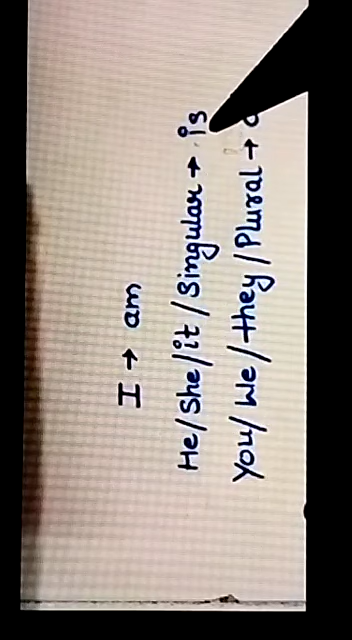 I → am
He/She/it/Singular → is
You/We/they/Plural →